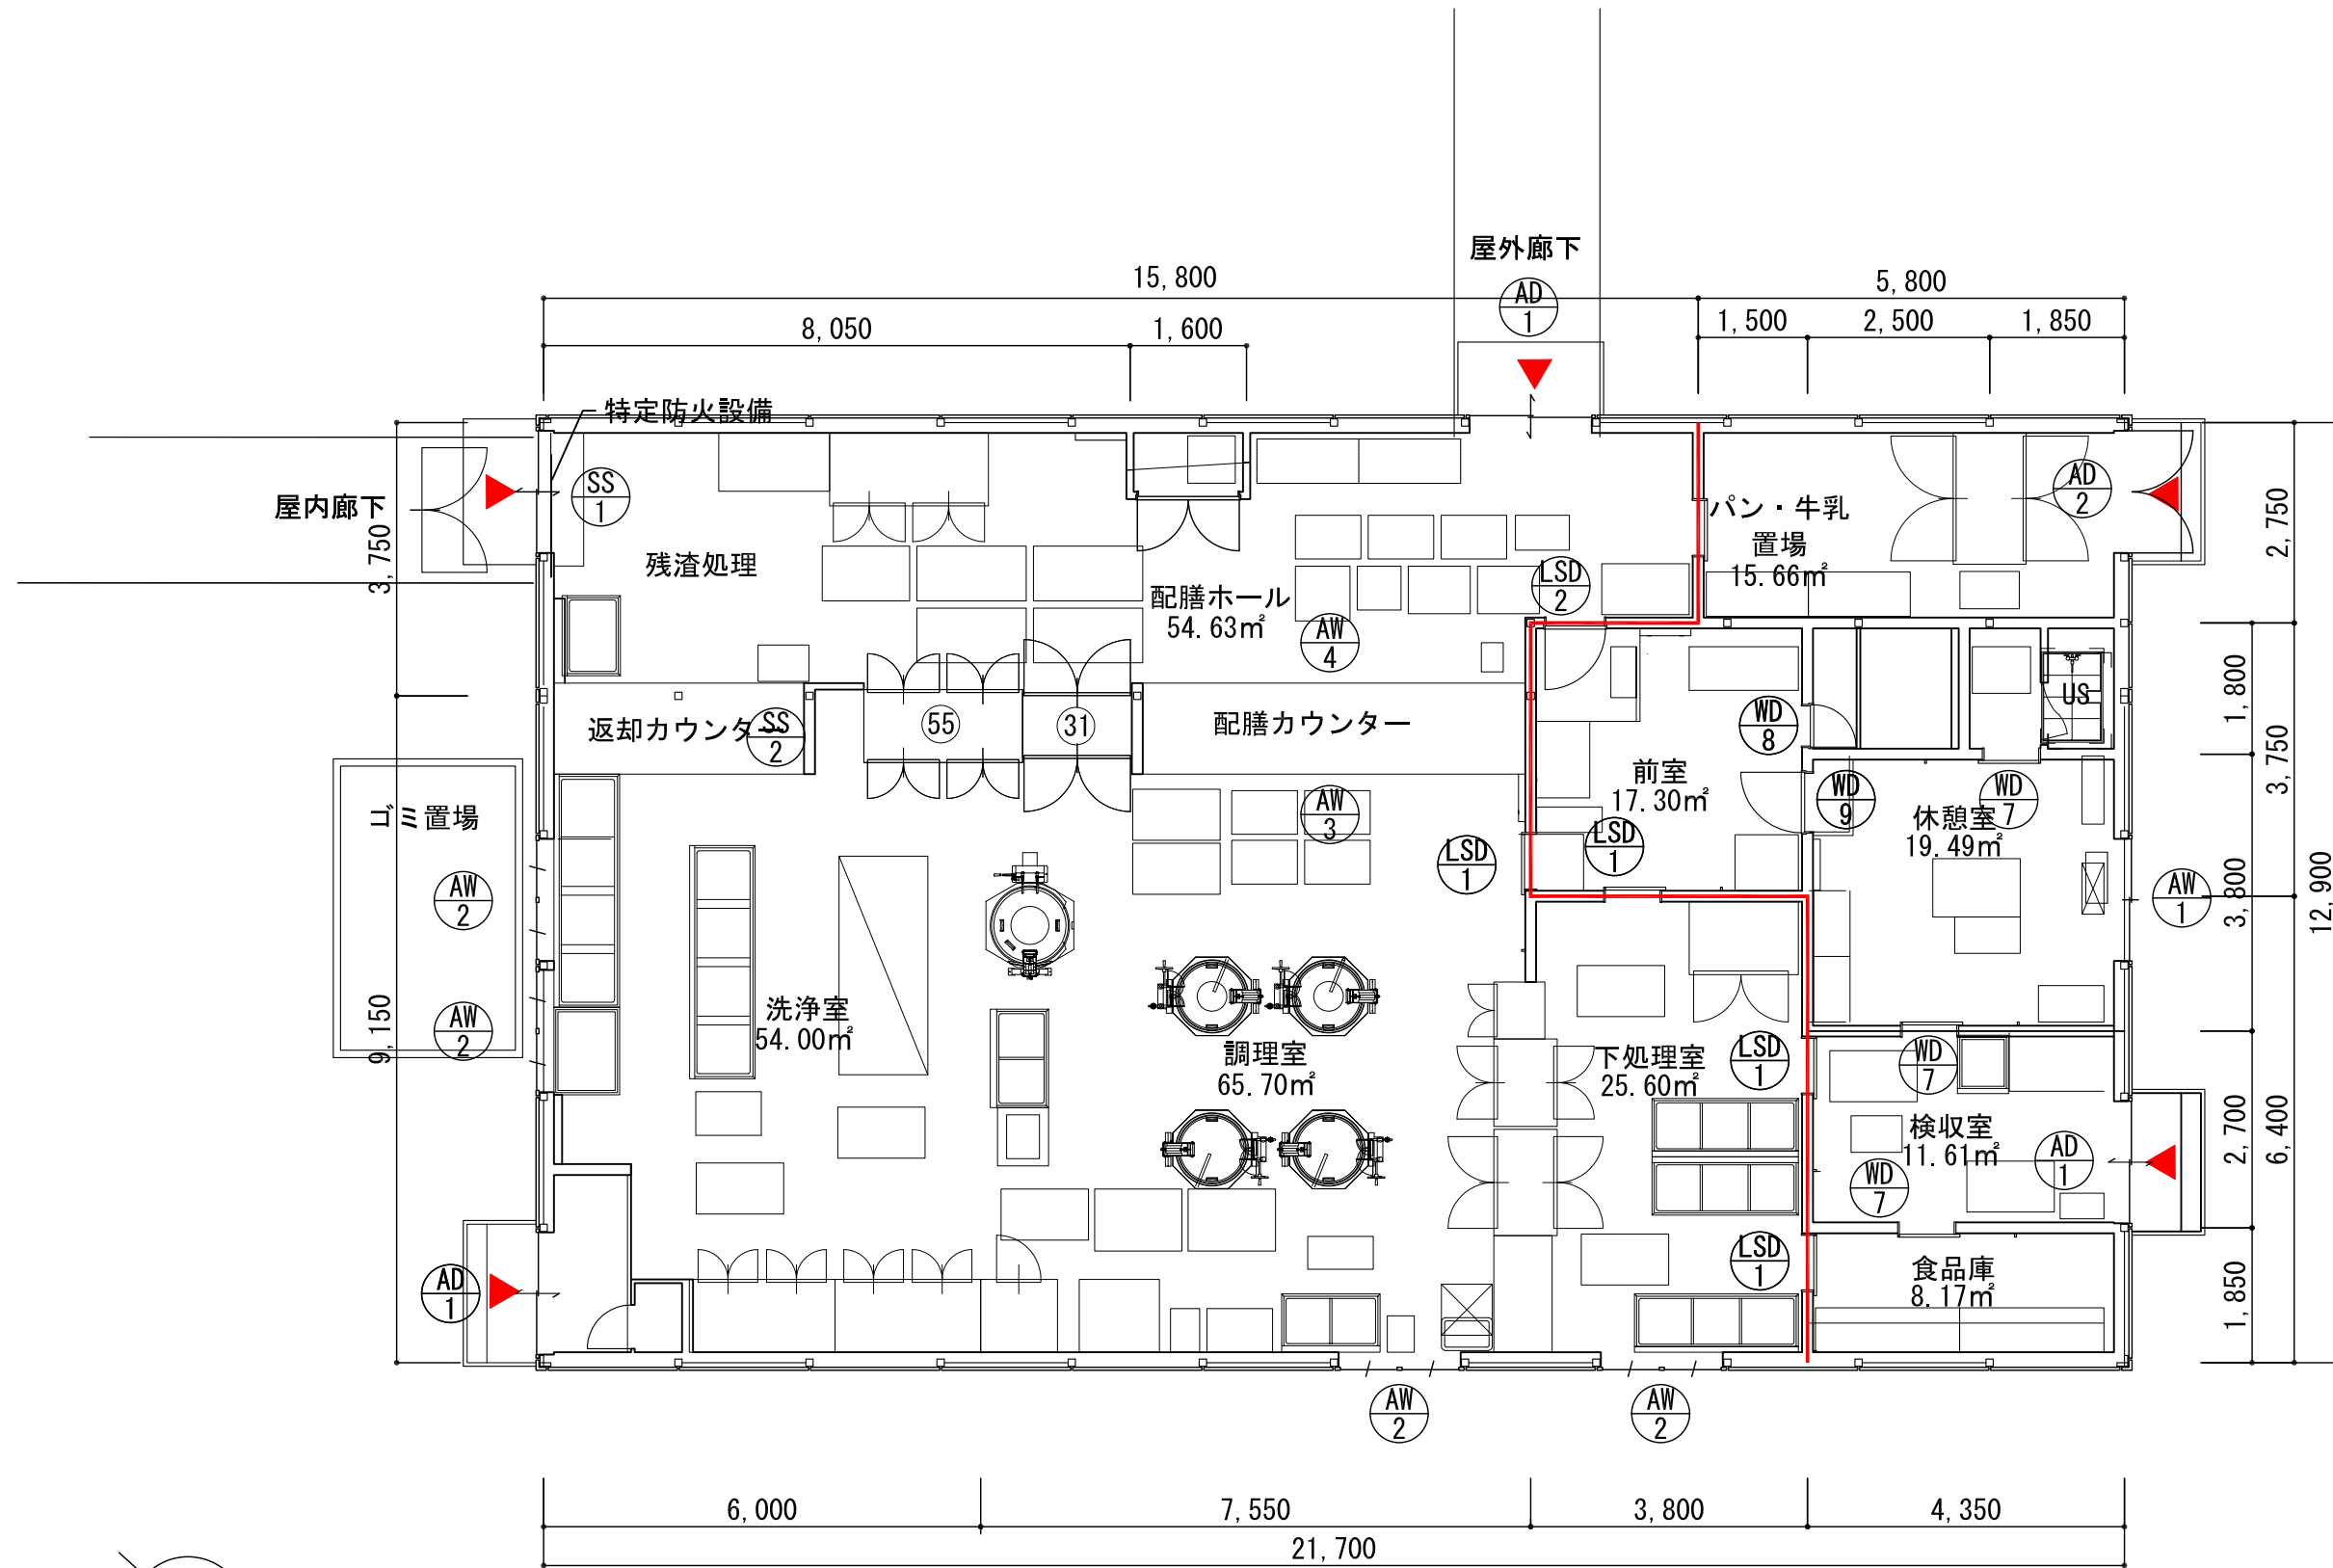 屋外廊下
15,800
AD
1
5,800
8,050
1,600
1,500
2,500
1,850
特定防火設備
屋内廊下
SS
1
AD
2
パン・牛乳
置場
15.66㎡
2,750
3,750
残渣処理
配膳ホール
54.63㎡
LSD
2
AW
4
返却カウンター
SS
2
55
31
配膳カウンター
WD
8
US
1,800
3,750
前室
17.30㎡
WD
9
WD
7
休憩室
19.49㎡
ゴミ置場
AW
3
LSD
1
LSD
1
AW
2
AW
1
3,800
12,900
洗浄室
54.00㎡
AW
2
9,150
調理室
65.70㎡
下処理室
25.60㎡
LSD
1
WD
7
検収室
11.61㎡
WD
7
AD
1
2,700
6,400
AD
1
LSD
1
食品庫
8.17㎡
1,850
AW
2
AW
2
6,000
7,550
3,800
4,350
21,700